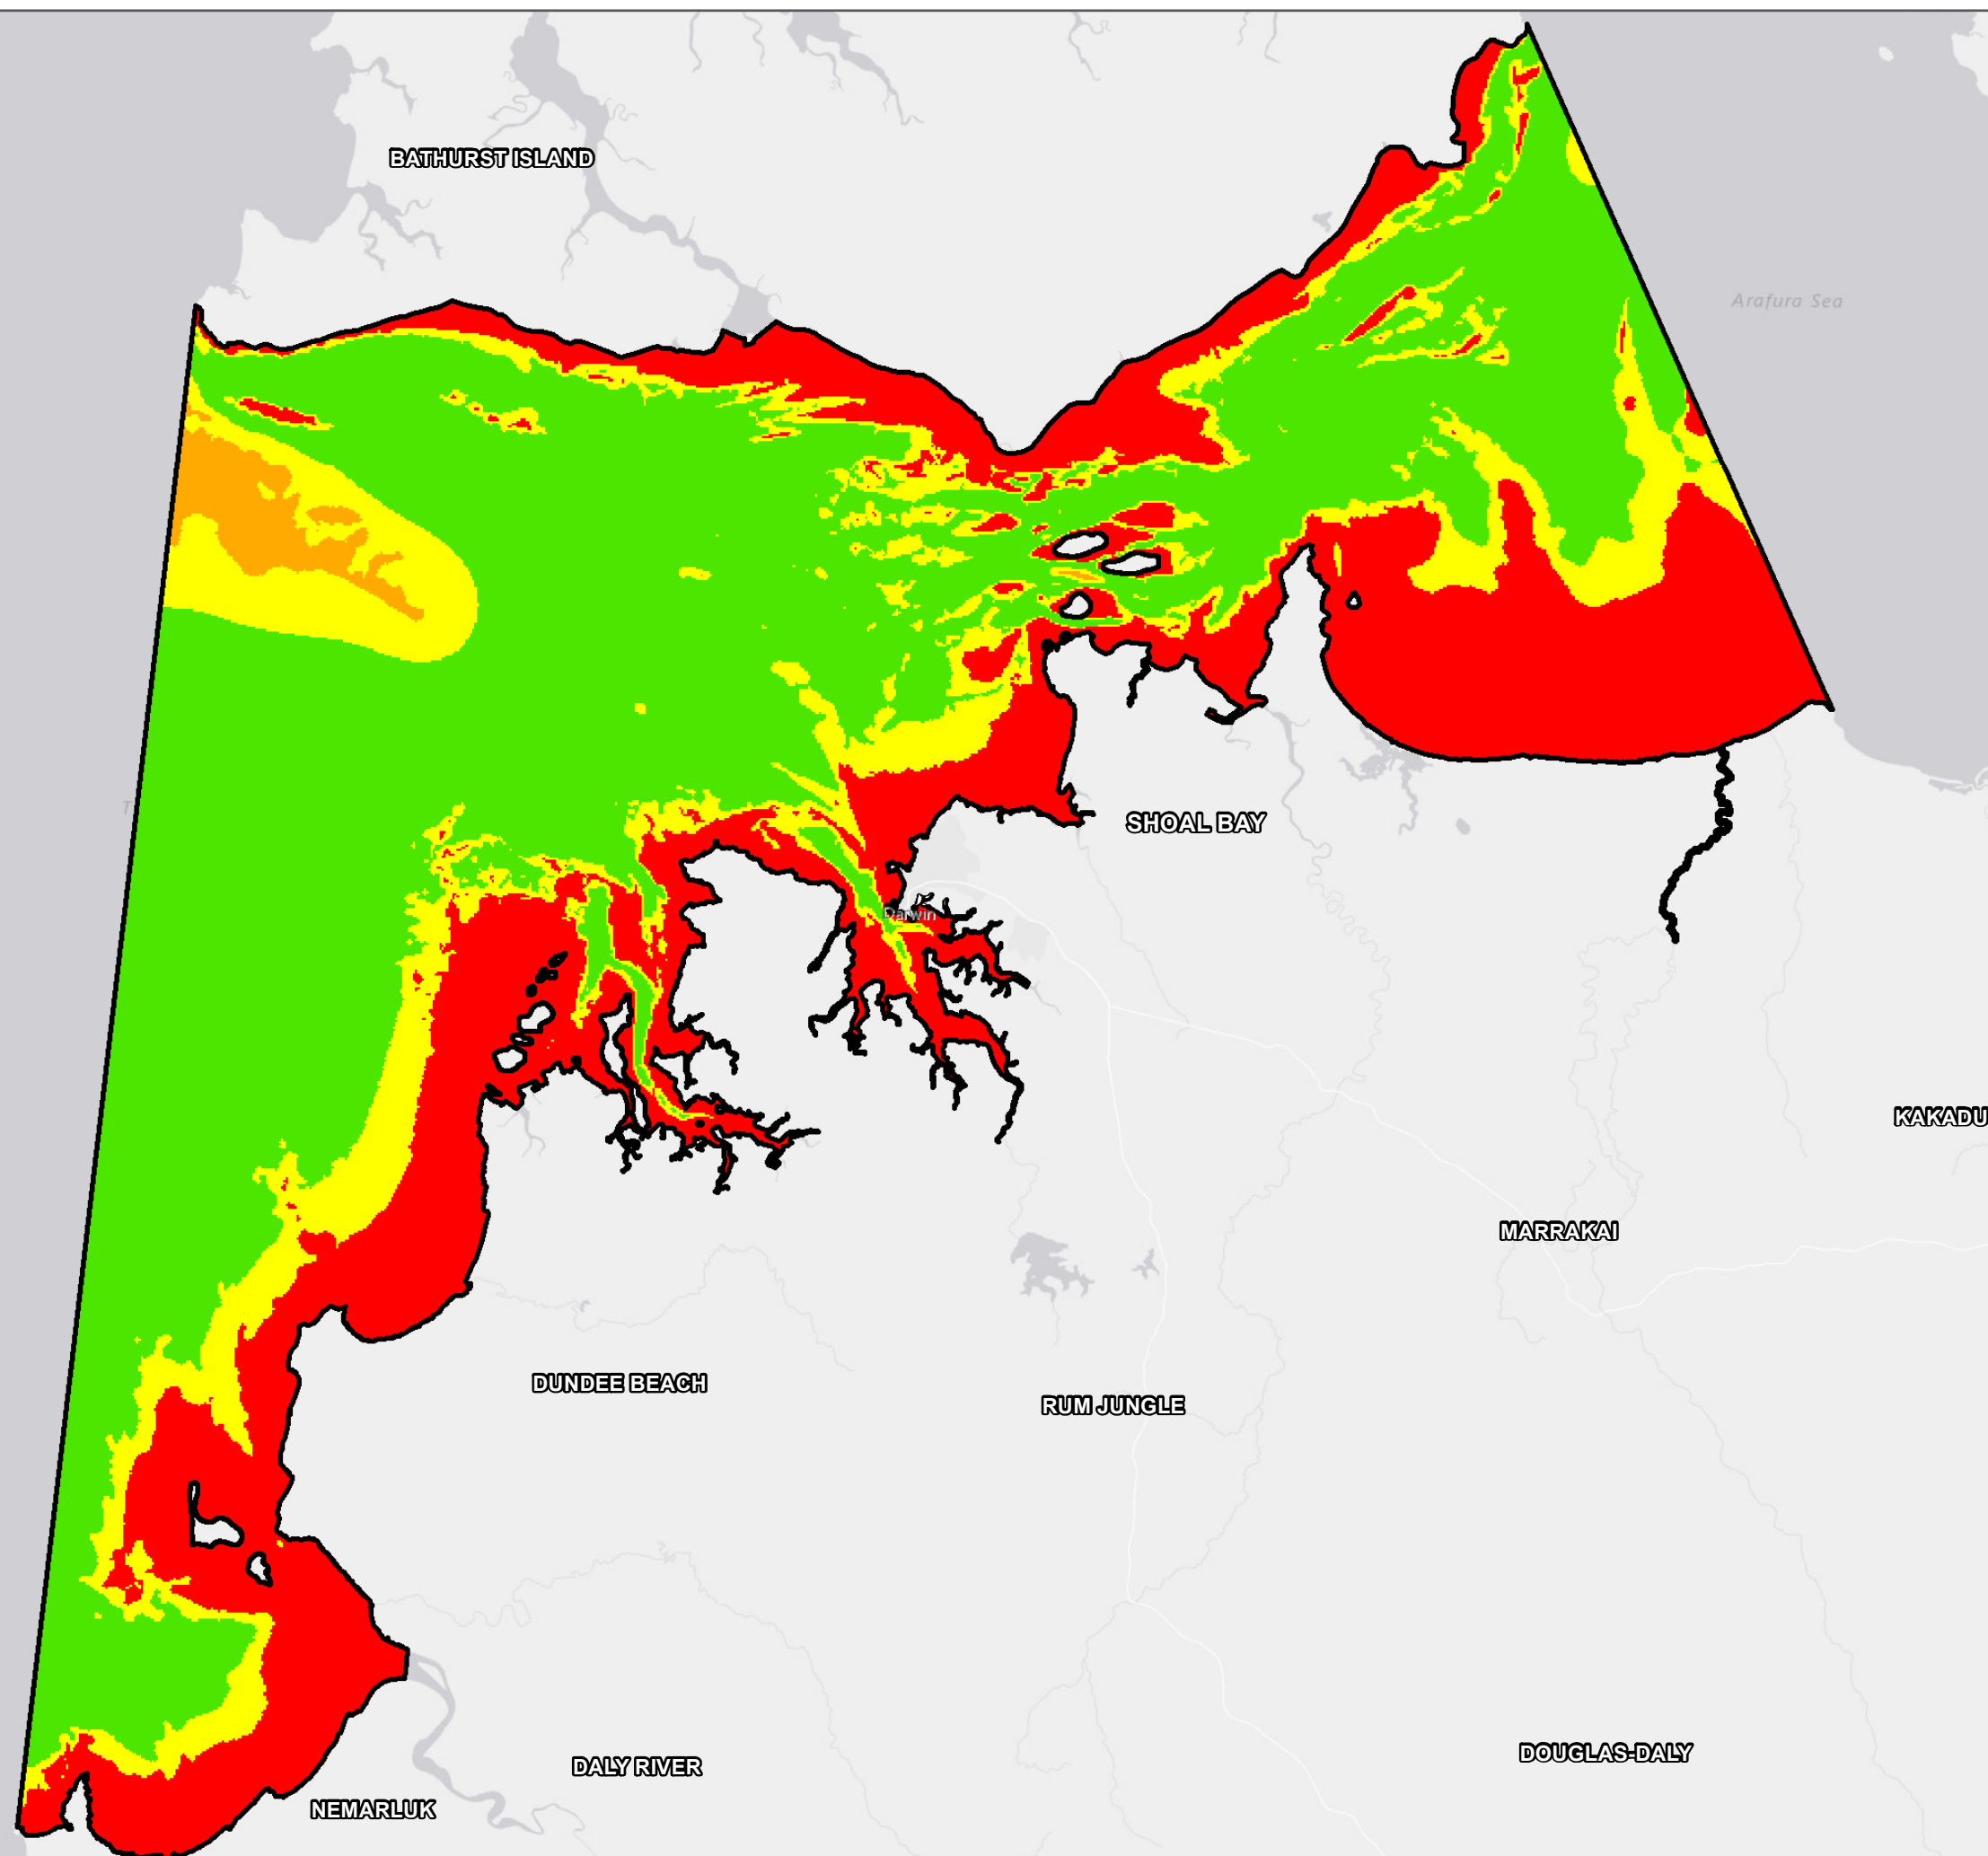 BATHURST ISLAND
Arafura Sea
SHOAL BAY
Darwin
KAKADU
MARRAKAI
DUNDEE BEACH
RUM JUNGLE
DOUGLAS-DALY
DALY RIVER
NEMARLUK